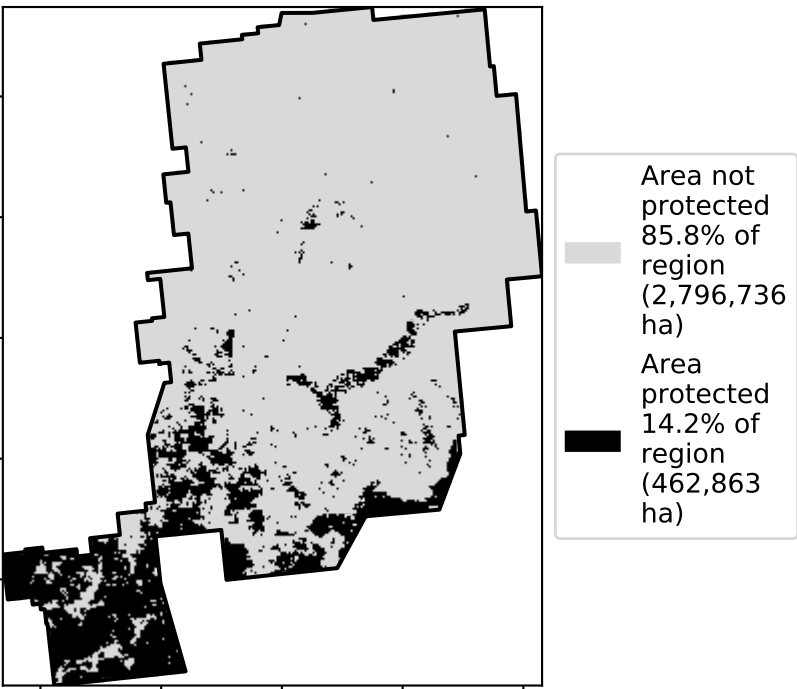 Area not
protected
85.8% of
region
(2,796,736
ha)
Area
protected
14.2% of
region
(462,863
ha)